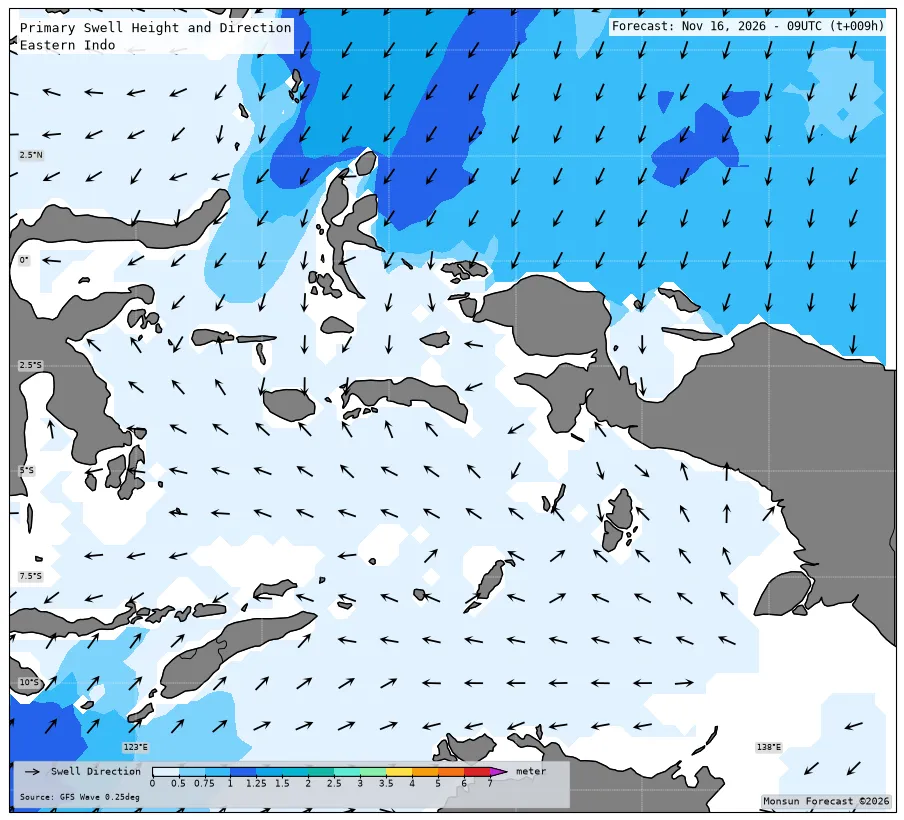 Primary Swell Height and Direction
Eastern Indo
Forecast: Nov 16, 2026 - 09UTC (t+009h)
2.5°N
0°
2.5°S
5°S
7.5°S
10°S
123°E
138°E
Swell Direction
meter
0 0.5 0.75 1 1.25 1.5 2 2.5 3 3.5 4 5 6 7
Source: GFS Wave 0.25deg
Monsun Forecast ©2026